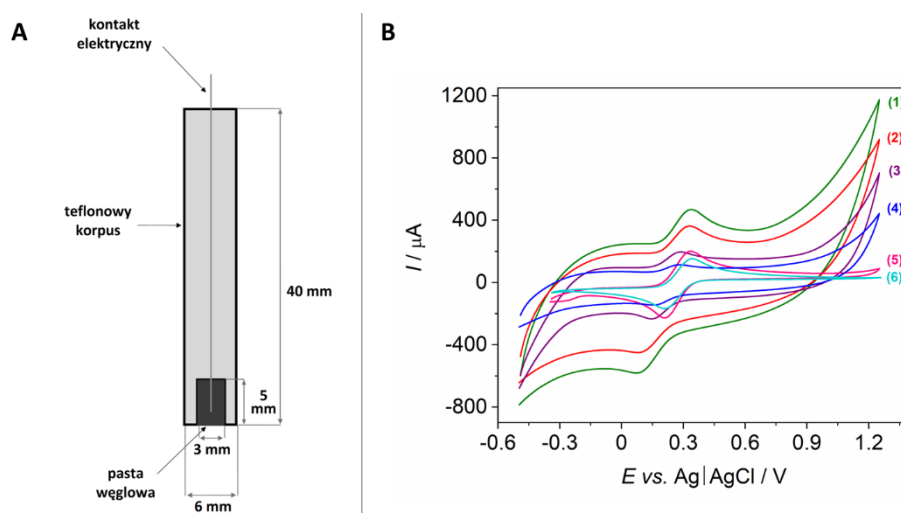 A
kontakt
elektryczny
teflonowy
korpus
40 mm
5
mm
3 mm
pasta
węglowa
6 mm
B
1200
800
400
0
-400
-800
-0.6
-0.3
0
0.3
0.6
0.9
1.2
I / μA
E vs. Ag|AgCl / V
(1)
(2)
(3
(4)
(5)
(6)